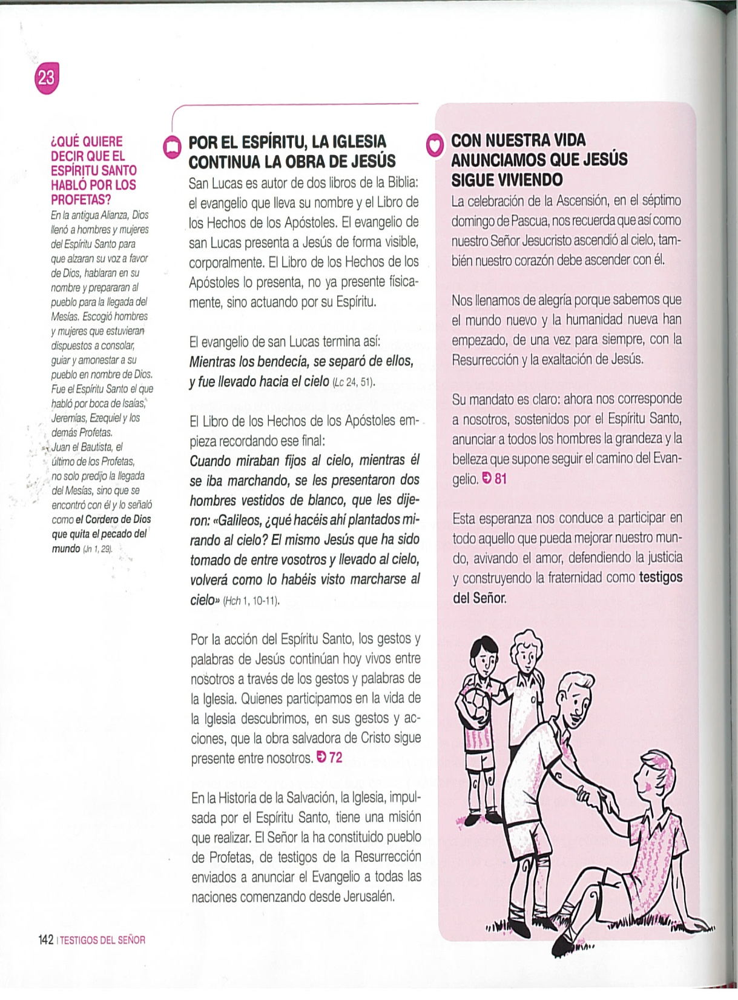 23
¿QUÉ QUIERE
DECIR QUE EL
ESPÍRITU SANTO
HABLÓ POR LOS
PROFETAS?
En la antigua Alianza, Dios
llenó a hombres y mujeres
del Espíritu Santo para
que alzaran su voz a favor
de Dios, hablaran en su
nombre y prepararan al
pueblo para la llegada del
Mesías. Escogió hombres
y mujeres que estuvieran
dispuestos a consolar,
guiar y amonestar a su
pueblo en nombre de Dios.
Fue el Espíritu Santo el que
habló por boca de Isaías,
Jeremías, Ezequiel y los
demás Profetas.
Juan el Bautista, el
último de los Profetas,
no solo predijo la llegada
del Mesías, sino que se
encontró con él y lo señaló
como el Cordero de Dios
que quita el pecado del
mundo (Jn 1, 29).
POR EL ESPÍRITU, LA IGLESIA
CONTINUA LA OBRA DE JESÚS
San Lucas es autor de dos libros de la Biblia:
el evangelio que lleva su nombre y el Libro de
los Hechos de los Apóstoles. El evangelio de
san Lucas presenta a Jesús de forma visible,
corporalmente. El Libro de los Hechos de los
Apóstoles lo presenta, no ya presente física-
mente, sino actuando por su Espíritu.
El evangelio de san Lucas termina así:
Mientras los bendecía, se separó de ellos,
y fue llevado hacia el cielo (Lc 24, 51).
El Libro de los Hechos de los Apóstoles em-
pieza recordando ese final:
Cuando miraban fijos al cielo, mientras él
se iba marchando, se les presentaron dos
hombres vestidos de blanco, que les dije-
ron: «Galileos, ¿qué hacéis ahí plantados mi-
rando al cielo? El mismo Jesús que ha sido
tomado de entre vosotros y llevado al cielo,
volverá como lo habéis visto marcharse al
cielo» (Hch 1, 10-11).
Por la acción del Espíritu Santo, los gestos y
palabras de Jesús continúan hoy vivos entre
nosotros a través de los gestos y palabras de
la Iglesia. Quienes participamos en la vida de
la Iglesia descubrimos, en sus gestos y ac-
ciones, que la obra salvadora de Cristo sigue
presente entre nosotros. 72
En la Historia de la Salvación, la Iglesia, impul-
sada por el Espíritu Santo, tiene una misión
que realizar. El Señor la ha constituido pueblo
de Profetas, de testigos de la Resurrección
enviados a anunciar el Evangelio a todas las
naciones comenzando desde Jerusalén.
CON NUESTRA VIDA
ANUNCIAMOS QUE JESÚS
SIGUE VIVIENDO
La celebración de la Ascensión, en el séptimo
domingo de Pascua, nos recuerda que así como
nuestro Señor Jesucristo ascendió al cielo, tam-
bién nuestro corazón debe ascender con él.
Nos llenamos de alegría porque sabemos que
el mundo nuevo y la humanidad nueva han
empezado, de una vez para siempre, con la
Resurrección y la exaltación de Jesús.
Su mandato es claro: ahora nos corresponde
a nosotros, sostenidos por el Espíritu Santo,
anunciar a todos los hombres la grandeza y la
belleza que supone seguir el camino del Evan-
gelio. 81
Esta esperanza nos conduce a participar en
todo aquello que pueda mejorar nuestro mun-
do, avivando el amor, defendiendo la justicia
y construyendo la fraternidad como testigos
del Señor.
142 | TESTIGOS DEL SEÑOR